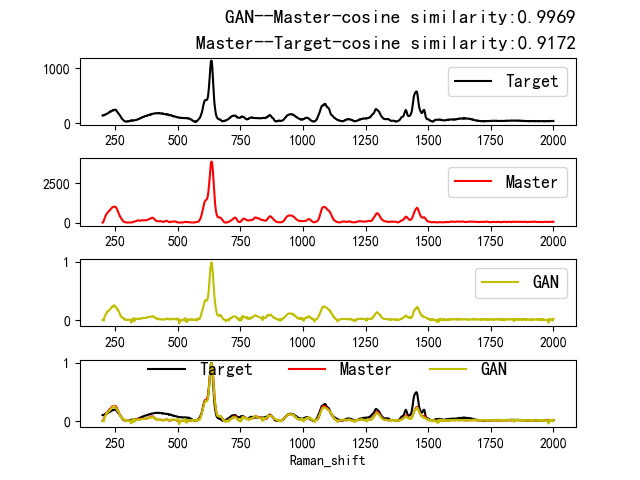 GAN--Master-cosine similarity:0.9969
Master--Target-cosine similarity:0.9172
1000
0
Target
250 500 750 1000 1250 1500 1750 2000
2500
0
Master
250 500 750 1000 1250 1500 1750 2000
1
0
GAN
250 500 750 1000 1250 1500 1750 2000
1
0
Target Master GAN
250 500 750 1000 1250 1500 1750 2000
Raman_shift